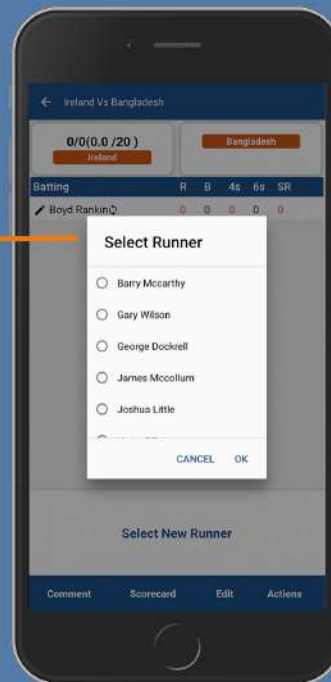 Ireland Vs Bangladesh
0/0(0.0 /20 )
Ireland
Bangladesh
Batting R B 4s 6s SR
Boyd Rankin 0 0 0 0 0
Select Runner
Barry Mccarthy
Gary Wilson
George Dockrell
James Mccollum
Joshua Little
CANCEL OK
Select New Runner
Comment Scorecard Edit Actions